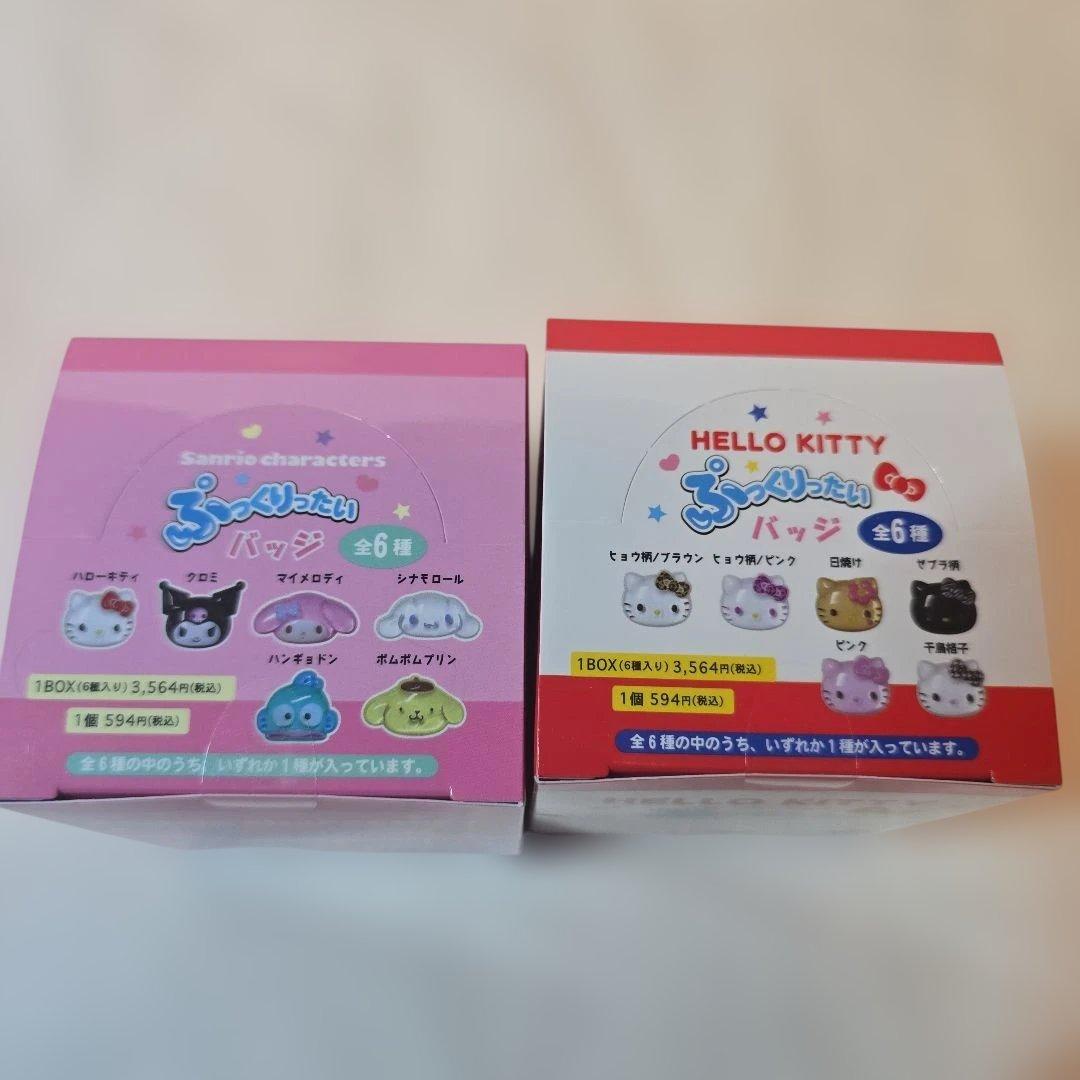 Sanrio characters
ぷっくりったい
バッジ
全6種
ハローキティ クロミ マイメロディ シナモロール
ハンギョドン ポムポムプリン
1BOX(6種入り) 3,564円(税込)
1個 594円(税込)
全6種の中のうち、いずれか1種が入っています。
HELLO KITTY
ぷっくりったい
バッジ
全6種
ヒョウ柄/ブラウン ヒョウ柄/ピンク 日焼け ゼブラ柄
ピンク 千鳥格子
1BOX(6種入り) 3,564円(税込)
1個 594円(税込)
全6種の中のうち、いずれか1種が入っています。
HELLO KITTY